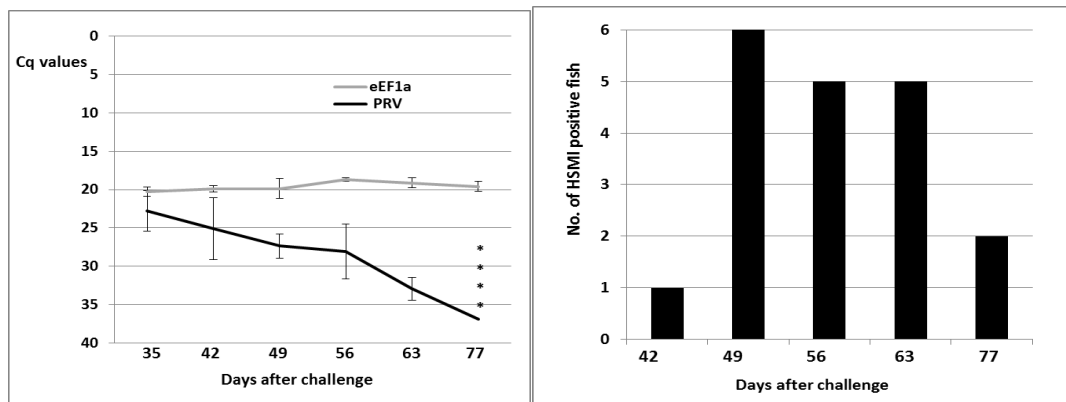 Cq values
0
5
10
15
20
25
30
35
40
eEF1a
PRV
*
*
*
*
35 42 49 56 63 77
Days after challenge
No. of HSMI positive fish
6
5
4
3
2
1
0
42 49 56 63 77
Days after challenge